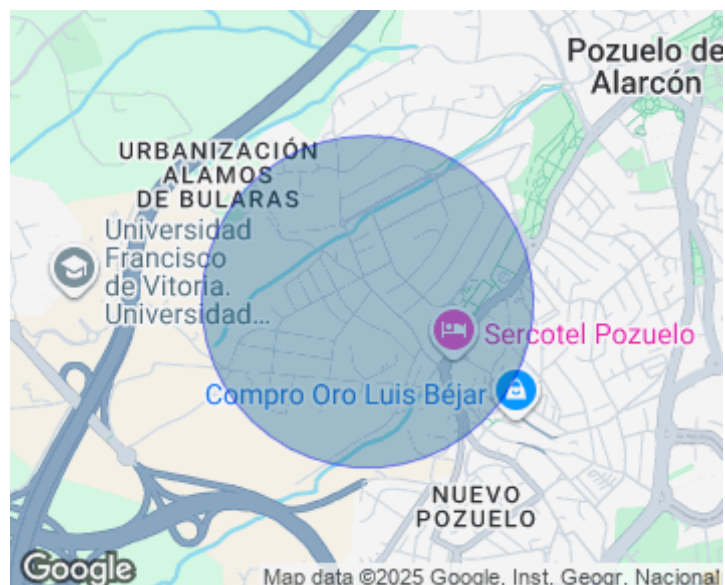 Pozuelo de
Alarcón
URBANIZACIÓN
ALAMOS
DE BULARAS
Universidad
Francisco
de Vitoria.
Universidad...
Sercotel Pozuelo
Compro Oro Luis Béjar
NUEVO
POZUELO
Google
Map data ©2025 Google, Inst. Geogr. Nacional